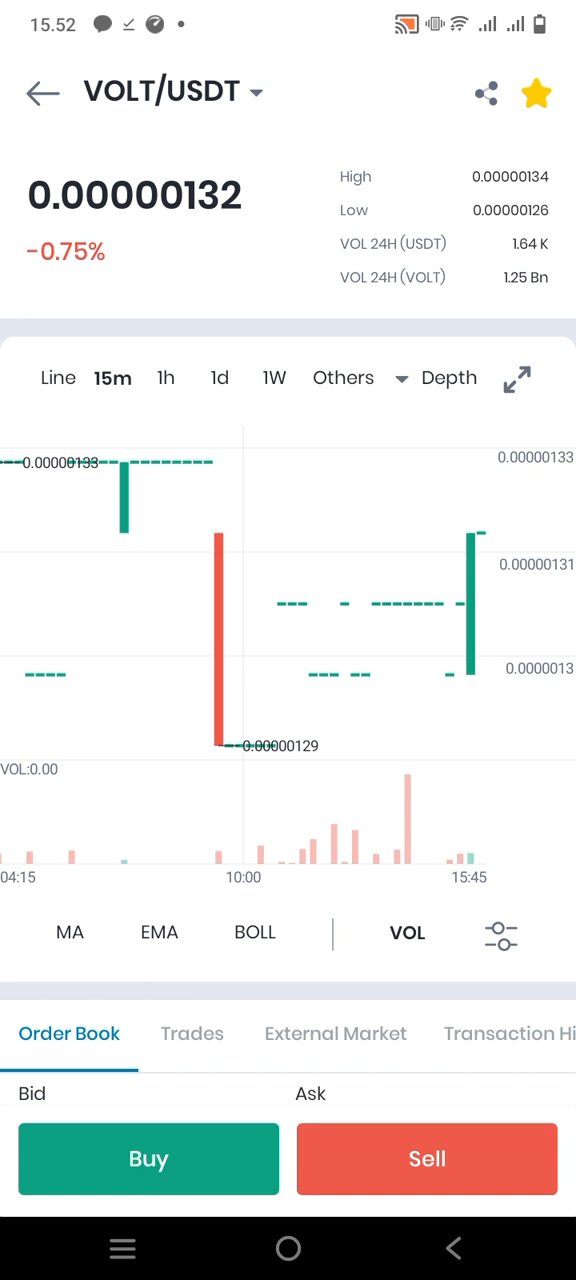 15.52
VOLT/USDT
0.00000132
-0.75%
High 0.00000134
Low 0.00000126
VOL 24H (USDT) 1.64 K
VOL 24H (VOLT) 1.25 Bn
Line 15m 1h 1d 1W Others Depth
0.00000133
0.00000133
0.00000131
0.0000013
0.00000129
VOL:0.00
04:15 10:00 15:45
MA EMA BOLL VOL
Order Book Trades External Market Transaction Hi
Bid Ask
Buy Sell